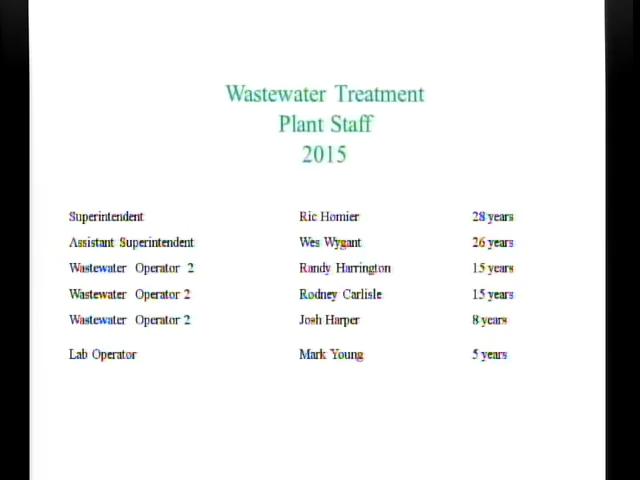 Wastewater Treatment
Plant Staff
2015
Superintendent Ric Homier 28 years
Assistant Superintendent Wes Wygant 26 years
Wastewater Operator 2 Randy Harrington 15 years
Wastewater Operator 2 Rodney Carlisle 15 years
Wastewater Operator 2 Josh Harper 8 years
Lab Operator Mark Young 5 years